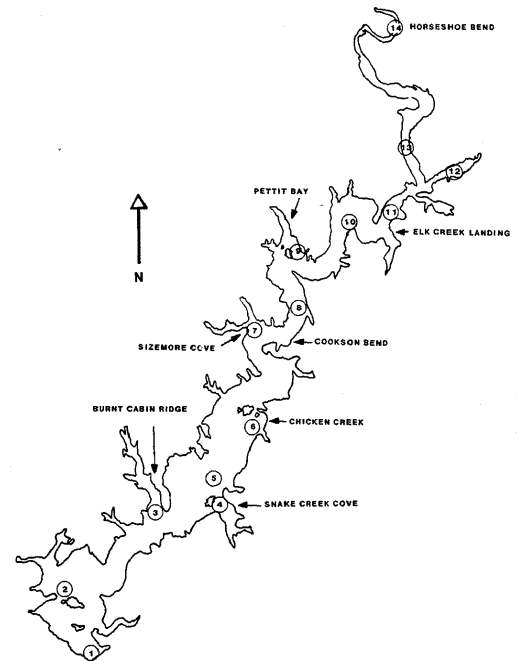 14 HORSESHOE BEND
13
12
PETTIT BAY
11
10
ELK CREEK LANDING
9
N
8
7
SIZEMORE COVE
COOKSON BEND
BURNT CABIN RIDGE
6 CHICKEN CREEK
5
4 SNAKE CREEK COVE
3
2
1